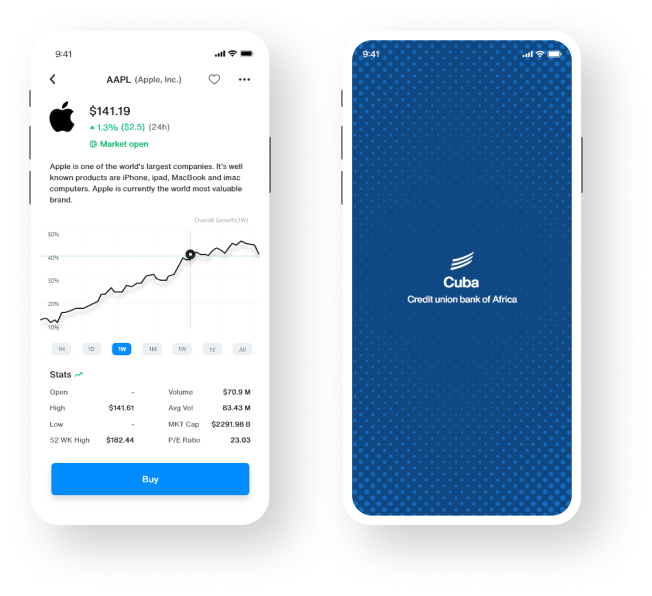 9:41
AAPL (Apple, Inc.)
$141.19
1.3% ($2.5) (24h)
Market open
Apple is one of the world's largest companies. It's well
known products are iPhone, ipad, MacBook and imac
computers. Apple is currently the world most valuable
brand.
Overall Growth(1W)
50%
40%
30%
20%
10%
1H 1D 1W 1M 1W 1Y All
Stats
Open - Volume $70.9 M
High $141.61 Avg Vol 83.43 M
Low - MKT Cap $2291.98 B
52 WK High $182.44 P/E Ratio 23.03
Buy
9:41
Cuba
Credit union bank of Africa